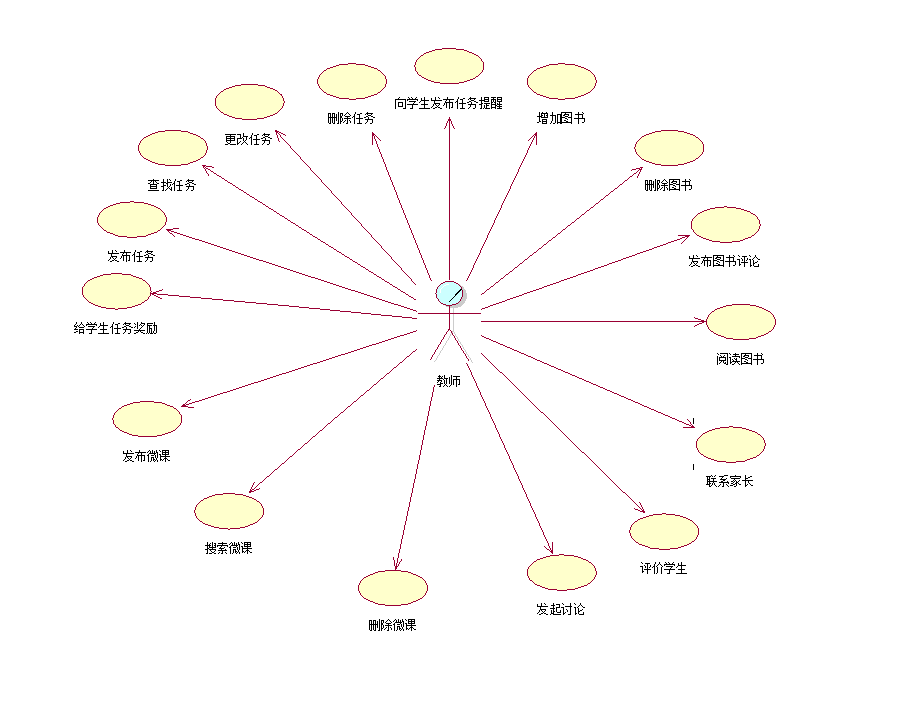 向学生发布任务提醒
删除任务
增加图书
更改任务
查找任务
删除图书
发布任务
发布图书评论
给学生任务奖励
阅读图书
教师
发布微课
联系家长
搜索微课
评价学生
发起讨论
删除微课